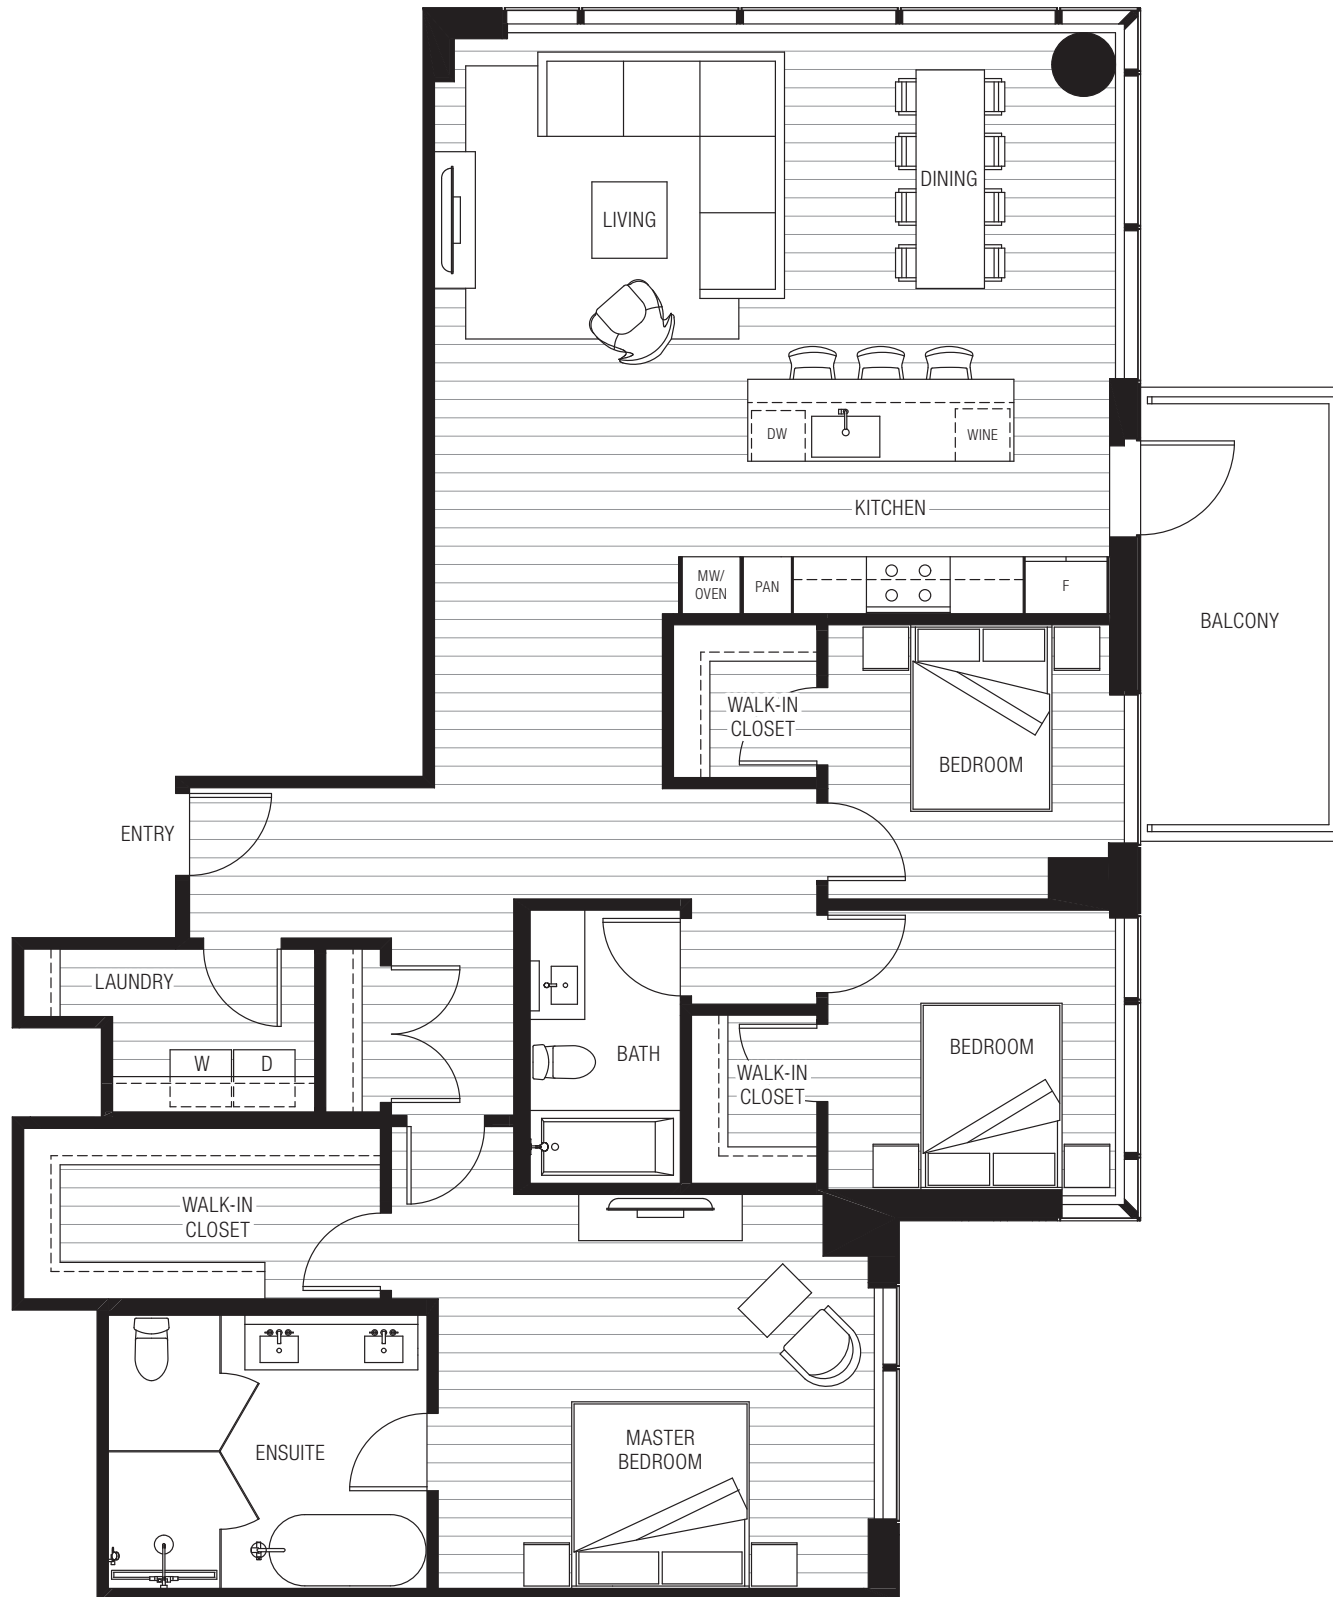 DINING
LIVING
DW
WINE
KITCHEN
MW/
OVEN
PAN
F
BALCONY
WALK-IN
CLOSET
BEDROOM
ENTRY
LAUNDRY
W
D
BATH
BEDROOM
WALK-IN
CLOSET
WALK-IN
CLOSET
ENSUITE
MASTER
BEDROOM